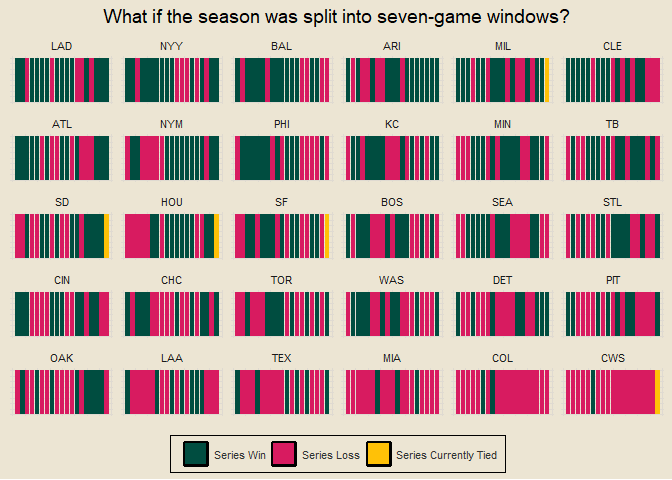 What if the season was split into seven-game windows?
LAD NYY BAL ARI MIL CLE
ATL NYM PHI KC MIN TB
SD HOU SF BOS SEA STL
CIN CHC TOR WAS DET PIT
OAK LAA TEX MIA COL CWS
Series Win Series Loss Series Currently Tied